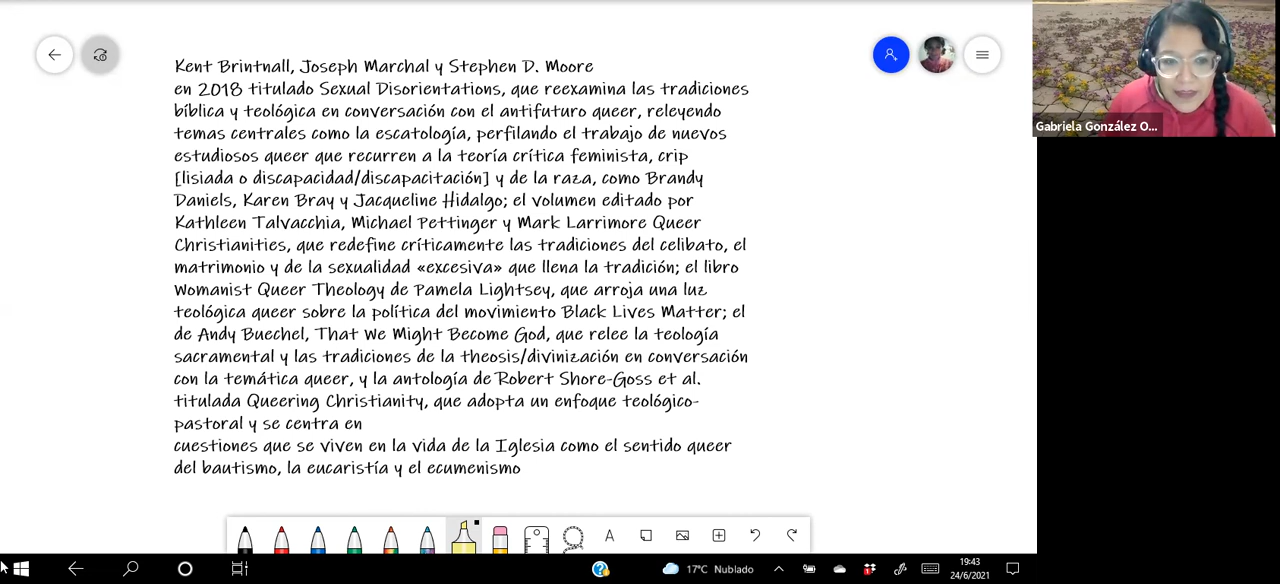 Kent Brintnall, Joseph Marchal y Stephen D. Moore
en 2018 titulado Sexual Disorientations, que reexamina las tradiciones
bíblica y teológica en conversación con el antifuturo queer, releyendo
temas centrales como la escatología, perfilando el trabajo de nuevos
estudiosos queer que recurren a la teoría crítica feminista, crip
[lisiada o discapacidad/discapacitación] y de la raza, como Brandy
Daniels, Karen Bray y Jacqueline Hidalgo; el volumen editado por
Kathleen Talvacchia, Michael Pettinger y Mark Larrimore Queer
Christianities, que redefine críticamente las tradiciones del celibato, el
matrimonio y de la sexualidad «excesiva» que llena la tradición; el libro
Womanist Queer Theology de Pamela Lightsey, que arroja una luz
teológica queer sobre la política del movimiento Black Lives Matter; el
de Andy Buechel, That We Might Become God, que relee la teología
sacramental y las tradiciones de la theosis/divinización en conversación
con la temática queer, y la antología de Robert Shore-Goss et al.
titulada Queering Christianity, que adopta un enfoque teológico-
pastoral y se centra en
cuestiones que se viven en la vida de la Iglesia como el sentido queer
del bautismo, la eucaristía y el ecumenismo
Gabriela González O...
A
17°C Nublado
19:43
24/6/2021